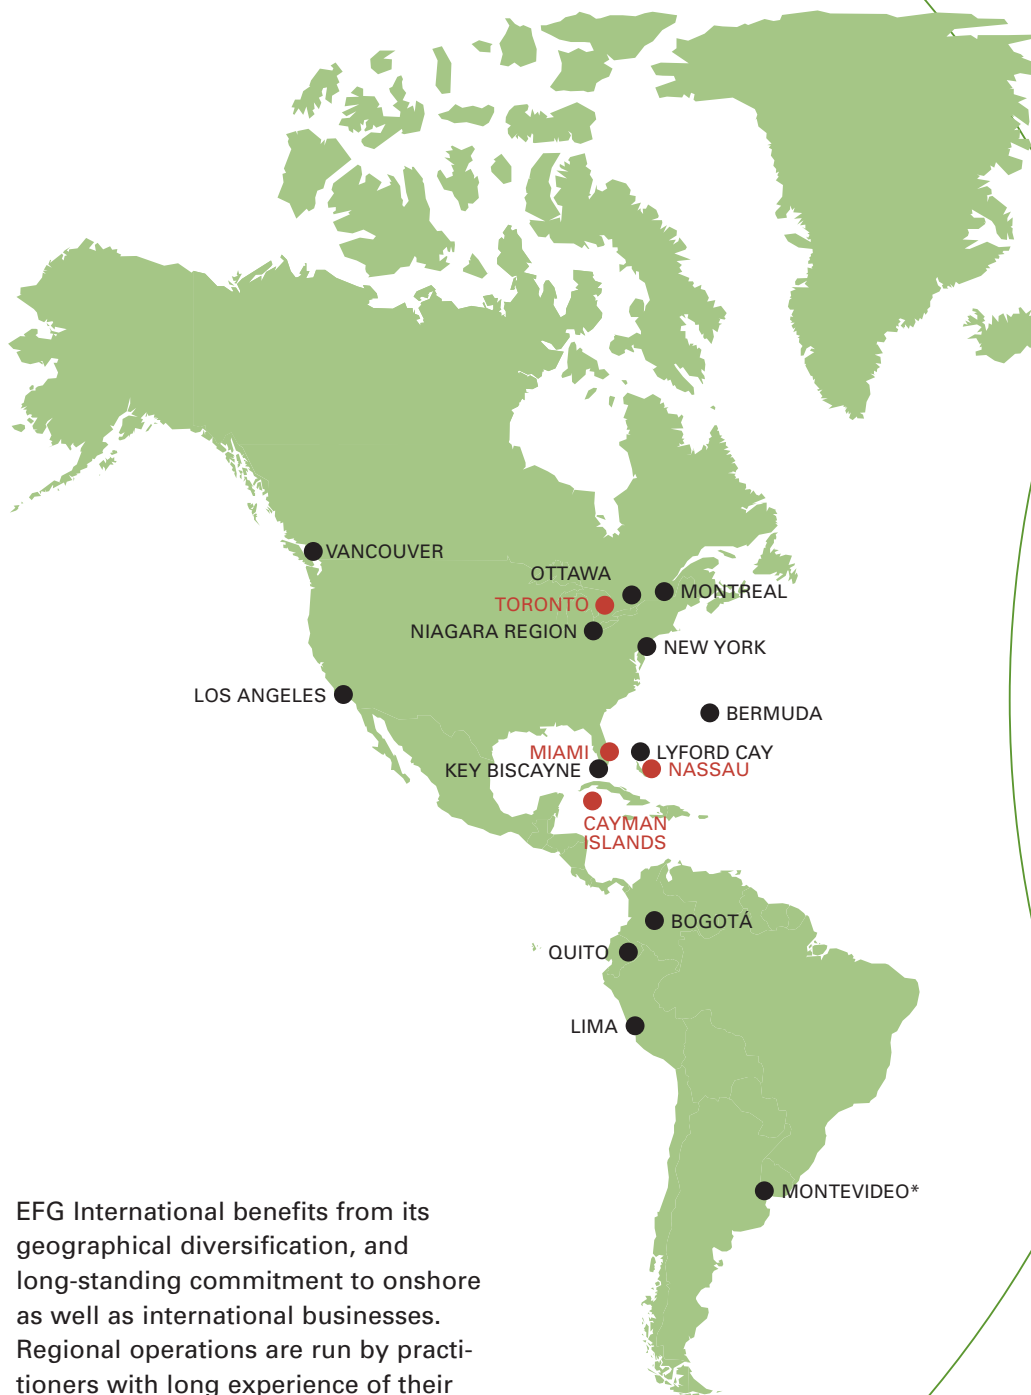 VANCOUVER
OTTAWA
MONTREAL
TORONTO
NIAGARA REGION
NEW YORK
LOS ANGELES
BERMUDA
MIAMI
LYFORD CAY
KEY BISCAYNE
NASSAU
CAYMAN
ISLANDS
BOGOTÁ
QUITO
LIMA
MONTEVIDEO*
EFG International benefits from its
geographical diversification, and
long-standing commitment to onshore
as well as international businesses.
Regional operations are run by practi-
tioners with long experience of their